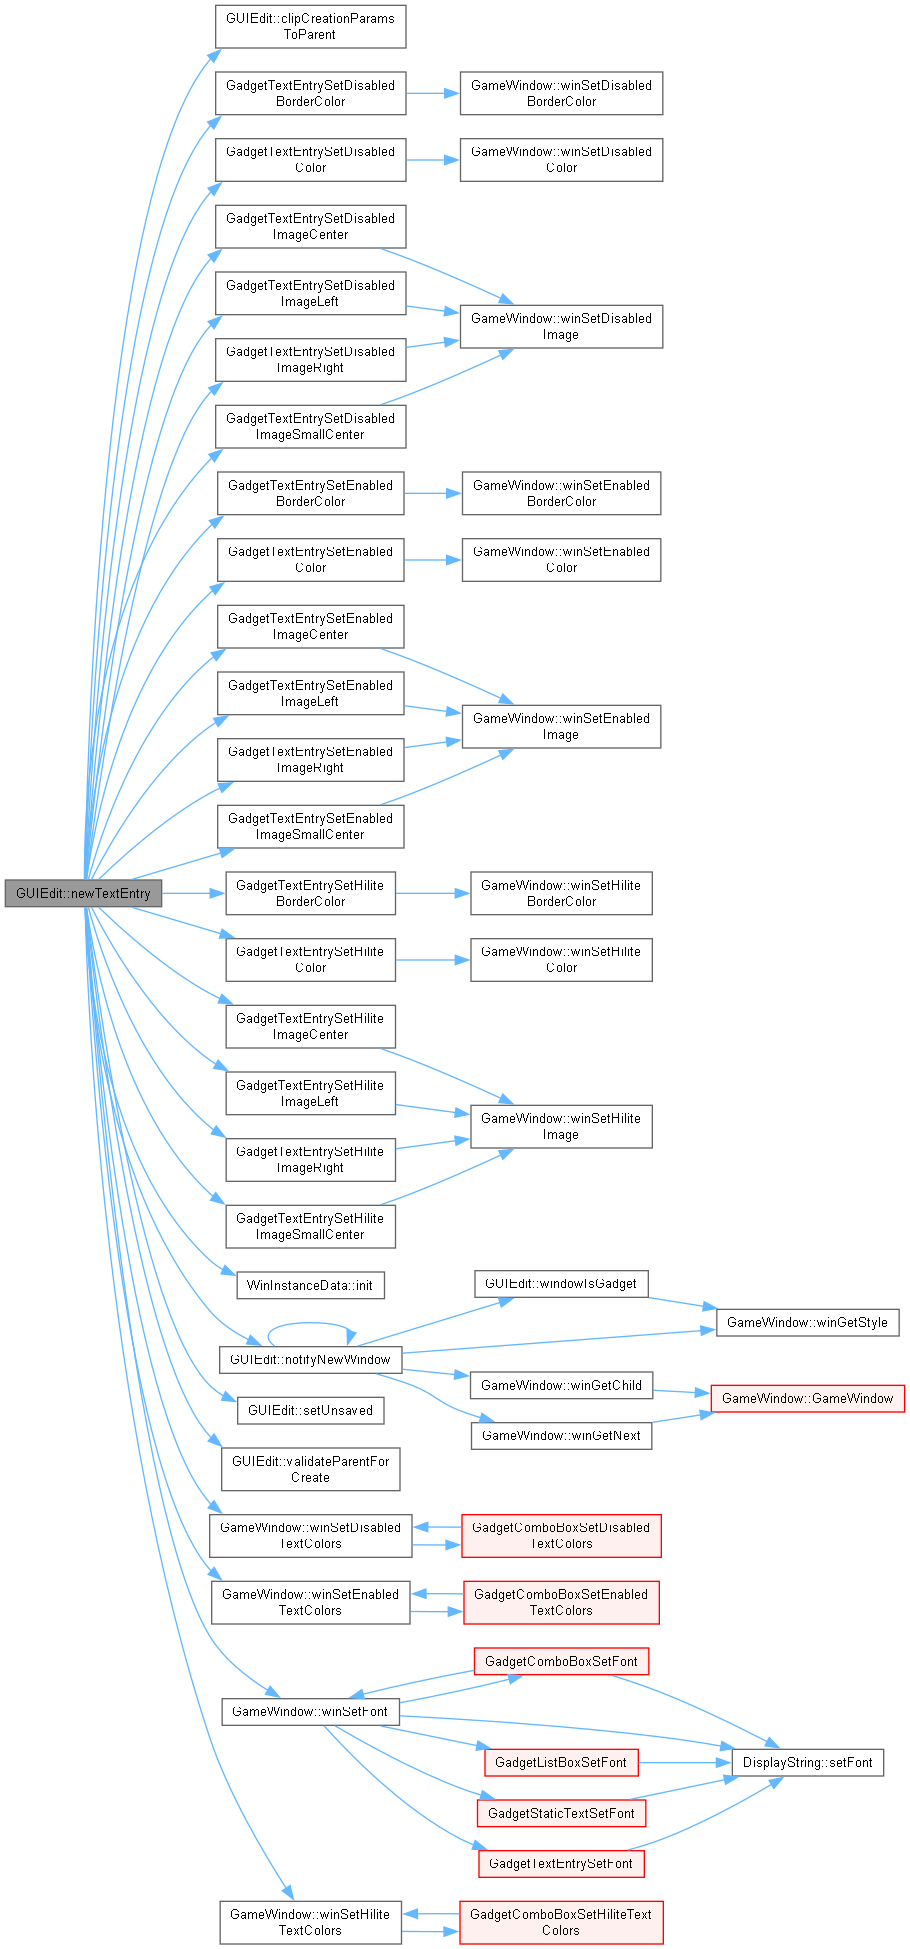 GUIEdit::clipCreationParams
ToParent
GadgetTextEntrySetDisabled
BorderColor
GameWindow::winSetDisabled
BorderColor
GadgetTextEntrySetDisabled
Color
GameWindow::winSetDisabled
Color
GadgetTextEntrySetDisabled
ImageCenter
GadgetTextEntrySetDisabled
ImageLeft
GameWindow::winSetDisabled
Image
GadgetTextEntrySetDisabled
ImageRight
GadgetTextEntrySetDisabled
ImageSmallCenter
GadgetTextEntrySetEnabled
BorderColor
GameWindow::winSetEnabled
BorderColor
GadgetTextEntrySetEnabled
Color
GameWindow::winSetEnabled
Color
GadgetTextEntrySetEnabled
ImageCenter
GadgetTextEntrySetEnabled
ImageLeft
GameWindow::winSetEnabled
Image
GadgetTextEntrySetEnabled
ImageRight
GadgetTextEntrySetEnabled
ImageSmallCenter
GUIEdit::newTextEntry
GadgetTextEntrySetHilite
BorderColor
GameWindow::winSetHilite
BorderColor
GadgetTextEntrySetHilite
Color
GameWindow::winSetHilite
Color
GadgetTextEntrySetHilite
ImageCenter
GadgetTextEntrySetHilite
ImageLeft
GameWindow::winSetHilite
Image
GadgetTextEntrySetHilite
ImageRight
GadgetTextEntrySetHilite
ImageSmallCenter
WinInstanceData::init
GUIEdit::windowIsGadget
GameWindow::winGetStyle
GUIEdit::notifyNewWindow
GameWindow::winGetChild
GameWindow::GameWindow
GUIEdit::setUnsaved
GameWindow::winGetNext
GUIEdit::validateParentFor
Create
GameWindow::winSetDisabled
TextColors
GadgetComboBoxSetDisabled
TextColors
GameWindow::winSetEnabled
TextColors
GadgetComboBoxSetEnabled
TextColors
GadgetComboBoxSetFont
GameWindow::winSetFont
GadgetListBoxSetFont
DisplayString::setFont
GadgetStaticTextSetFont
GadgetTextEntrySetFont
GameWindow::winSetHilite
TextColors
GadgetComboBoxSetHiliteText
Colors